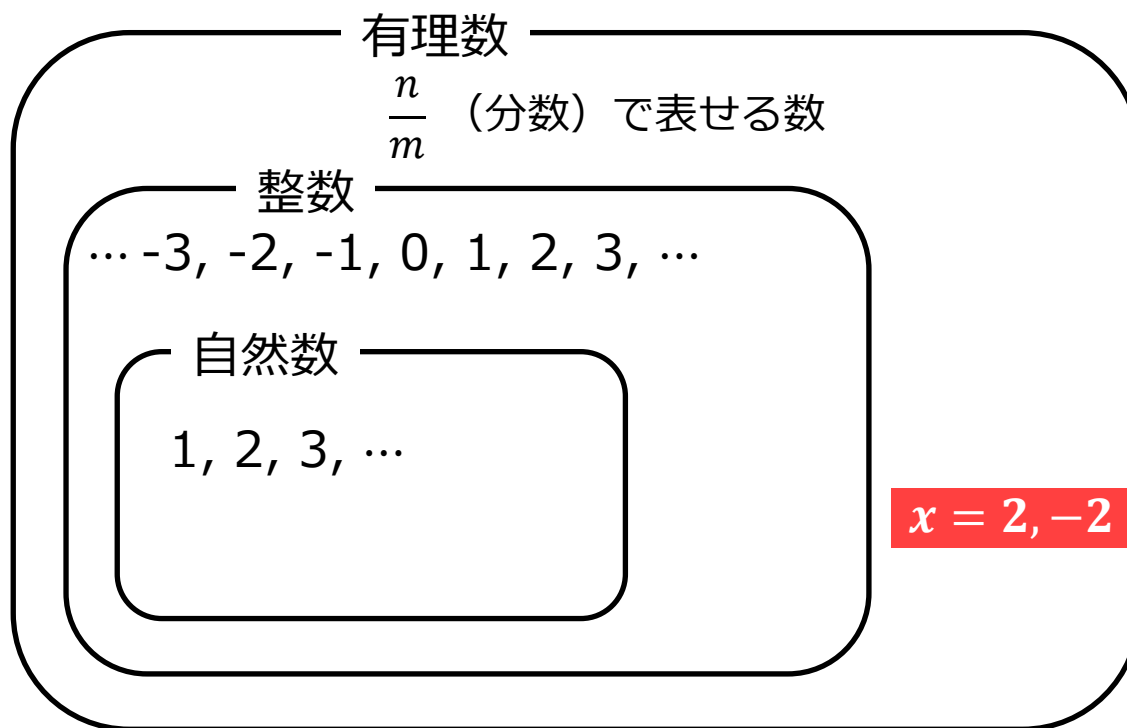 有理数
n/m （分数）で表せる数
整数
… -3, -2, -1, 0, 1, 2, 3, …
自然数
1, 2, 3, …
x = 2, −2